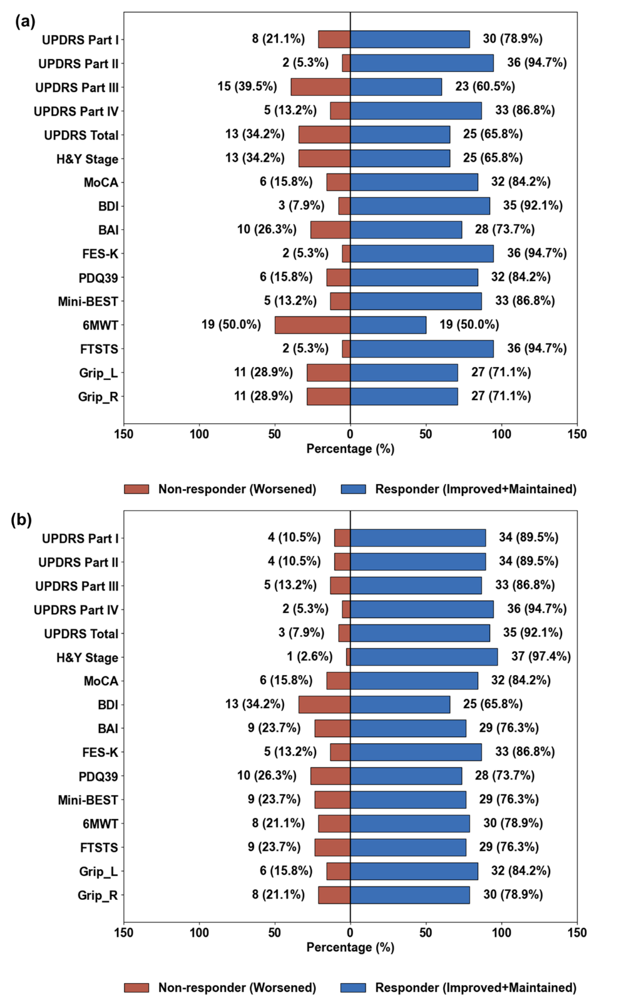 (a)
UPDRS Part I 8 (21.1%) 30 (78.9%)
UPDRS Part II 2 (5.3%) 36 (94.7%)
UPDRS Part III 15 (39.5%) 23 (60.5%)
UPDRS Part IV 5 (13.2%) 33 (86.8%)
UPDRS Total 13 (34.2%) 25 (65.8%)
H&Y Stage 13 (34.2%) 25 (65.8%)
MoCA 6 (15.8%) 32 (84.2%)
BDI 3 (7.9%) 35 (92.1%)
BAI 10 (26.3%) 28 (73.7%)
FES-K 2 (5.3%) 36 (94.7%)
PDQ39 6 (15.8%) 32 (84.2%)
Mini-BEST 5 (13.2%) 33 (86.8%)
6MWT 19 (50.0%) 19 (50.0%)
FTSTS 2 (5.3%) 36 (94.7%)
Grip_L 11 (28.9%) 27 (71.1%)
Grip_R 11 (28.9%) 27 (71.1%)
150 100 50 0 50 100 150
Percentage (%)
Non-responder (Worsened) Responder (Improved+Maintained)
(b)
UPDRS Part I 4 (10.5%) 34 (89.5%)
UPDRS Part II 4 (10.5%) 34 (89.5%)
UPDRS Part III 5 (13.2%) 33 (86.8%)
UPDRS Part IV 2 (5.3%) 36 (94.7%)
UPDRS Total 3 (7.9%) 35 (92.1%)
H&Y Stage 1 (2.6%) 37 (97.4%)
MoCA 6 (15.8%) 32 (84.2%)
BDI 13 (34.2%) 25 (65.8%)
BAI 9 (23.7%) 29 (76.3%)
FES-K 5 (13.2%) 33 (86.8%)
PDQ39 10 (26.3%) 28 (73.7%)
Mini-BEST 9 (23.7%) 29 (76.3%)
6MWT 8 (21.1%) 30 (78.9%)
FTSTS 9 (23.7%) 29 (76.3%)
Grip_L 6 (15.8%) 32 (84.2%)
Grip_R 8 (21.1%) 30 (78.9%)
150 100 50 0 50 100 150
Percentage (%)
Non-responder (Worsened) Responder (Improved+Maintained)